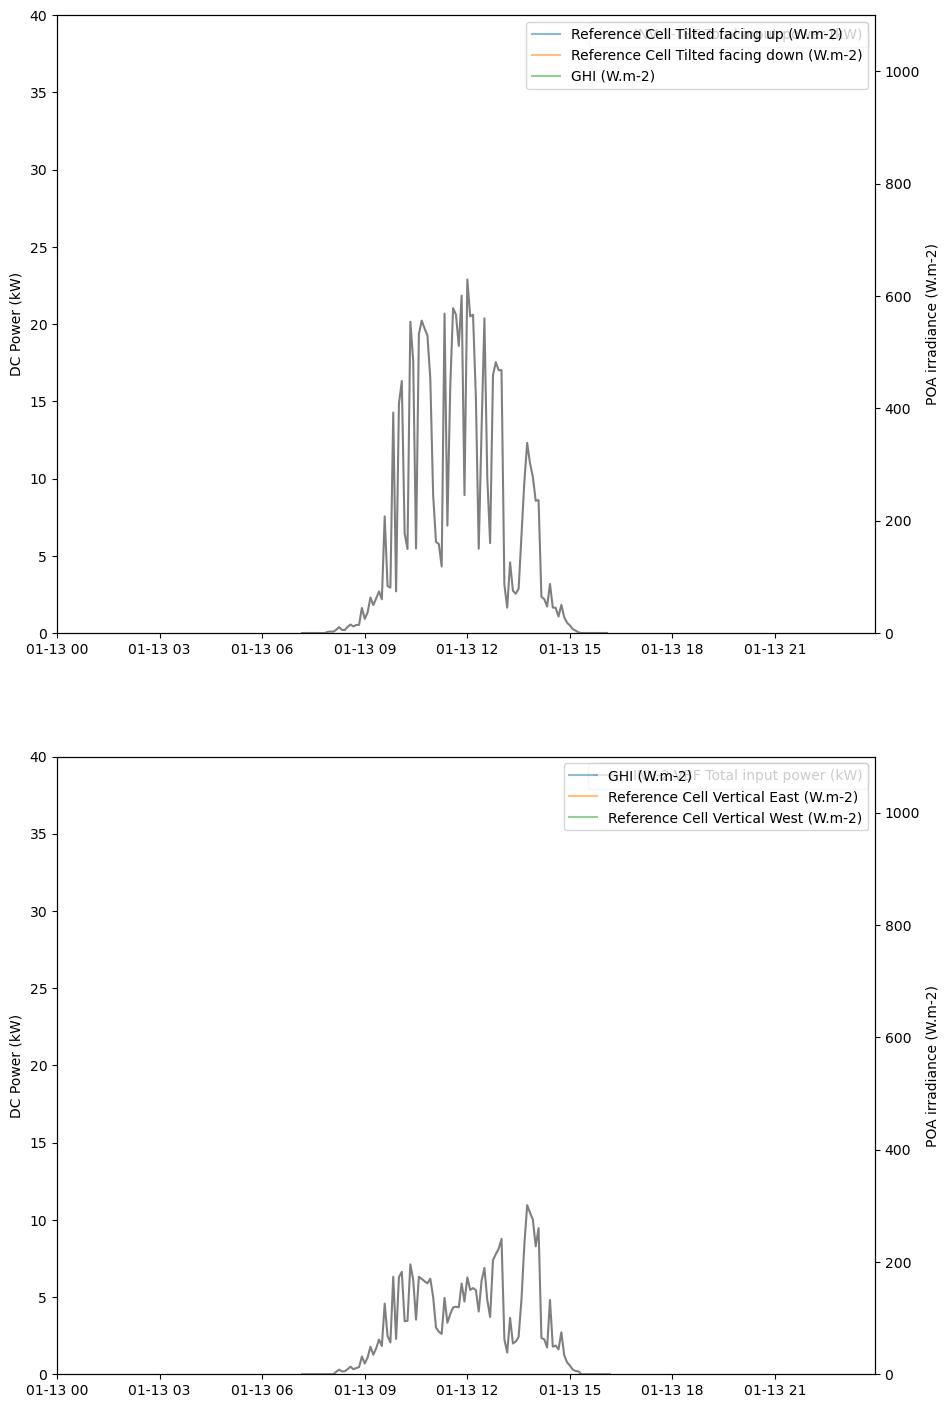 40
35
30
25
20
15
10
5
0
DC Power (kW)
Reference Cell Tilted facing up (W.m-2)
Reference Cell Tilted facing down (W.m-2)
GHI (W.m-2)
1000
800
600
400
200
0
POA irradiance (W.m-2)
01-13 00 01-13 03 01-13 06 01-13 09 01-13 12 01-13 15 01-13 18 01-13 21
40
35
30
25
20
15
10
5
0
DC Power (kW)
Total input power (kW)
GHI (W.m-2)
Reference Cell Vertical East (W.m-2)
Reference Cell Vertical West (W.m-2)
1000
800
600
400
200
0
POA irradiance (W.m-2)
01-13 00 01-13 03 01-13 06 01-13 09 01-13 12 01-13 15 01-13 18 01-13 21